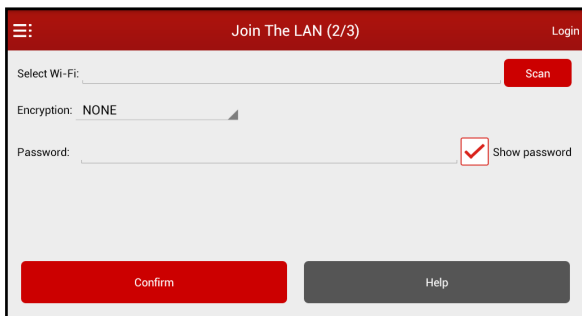 Join The LAN (2/3)
Login
Select Wi-Fi:
Scan
Encryption: NONE
Password:
Show password
Confirm
Help